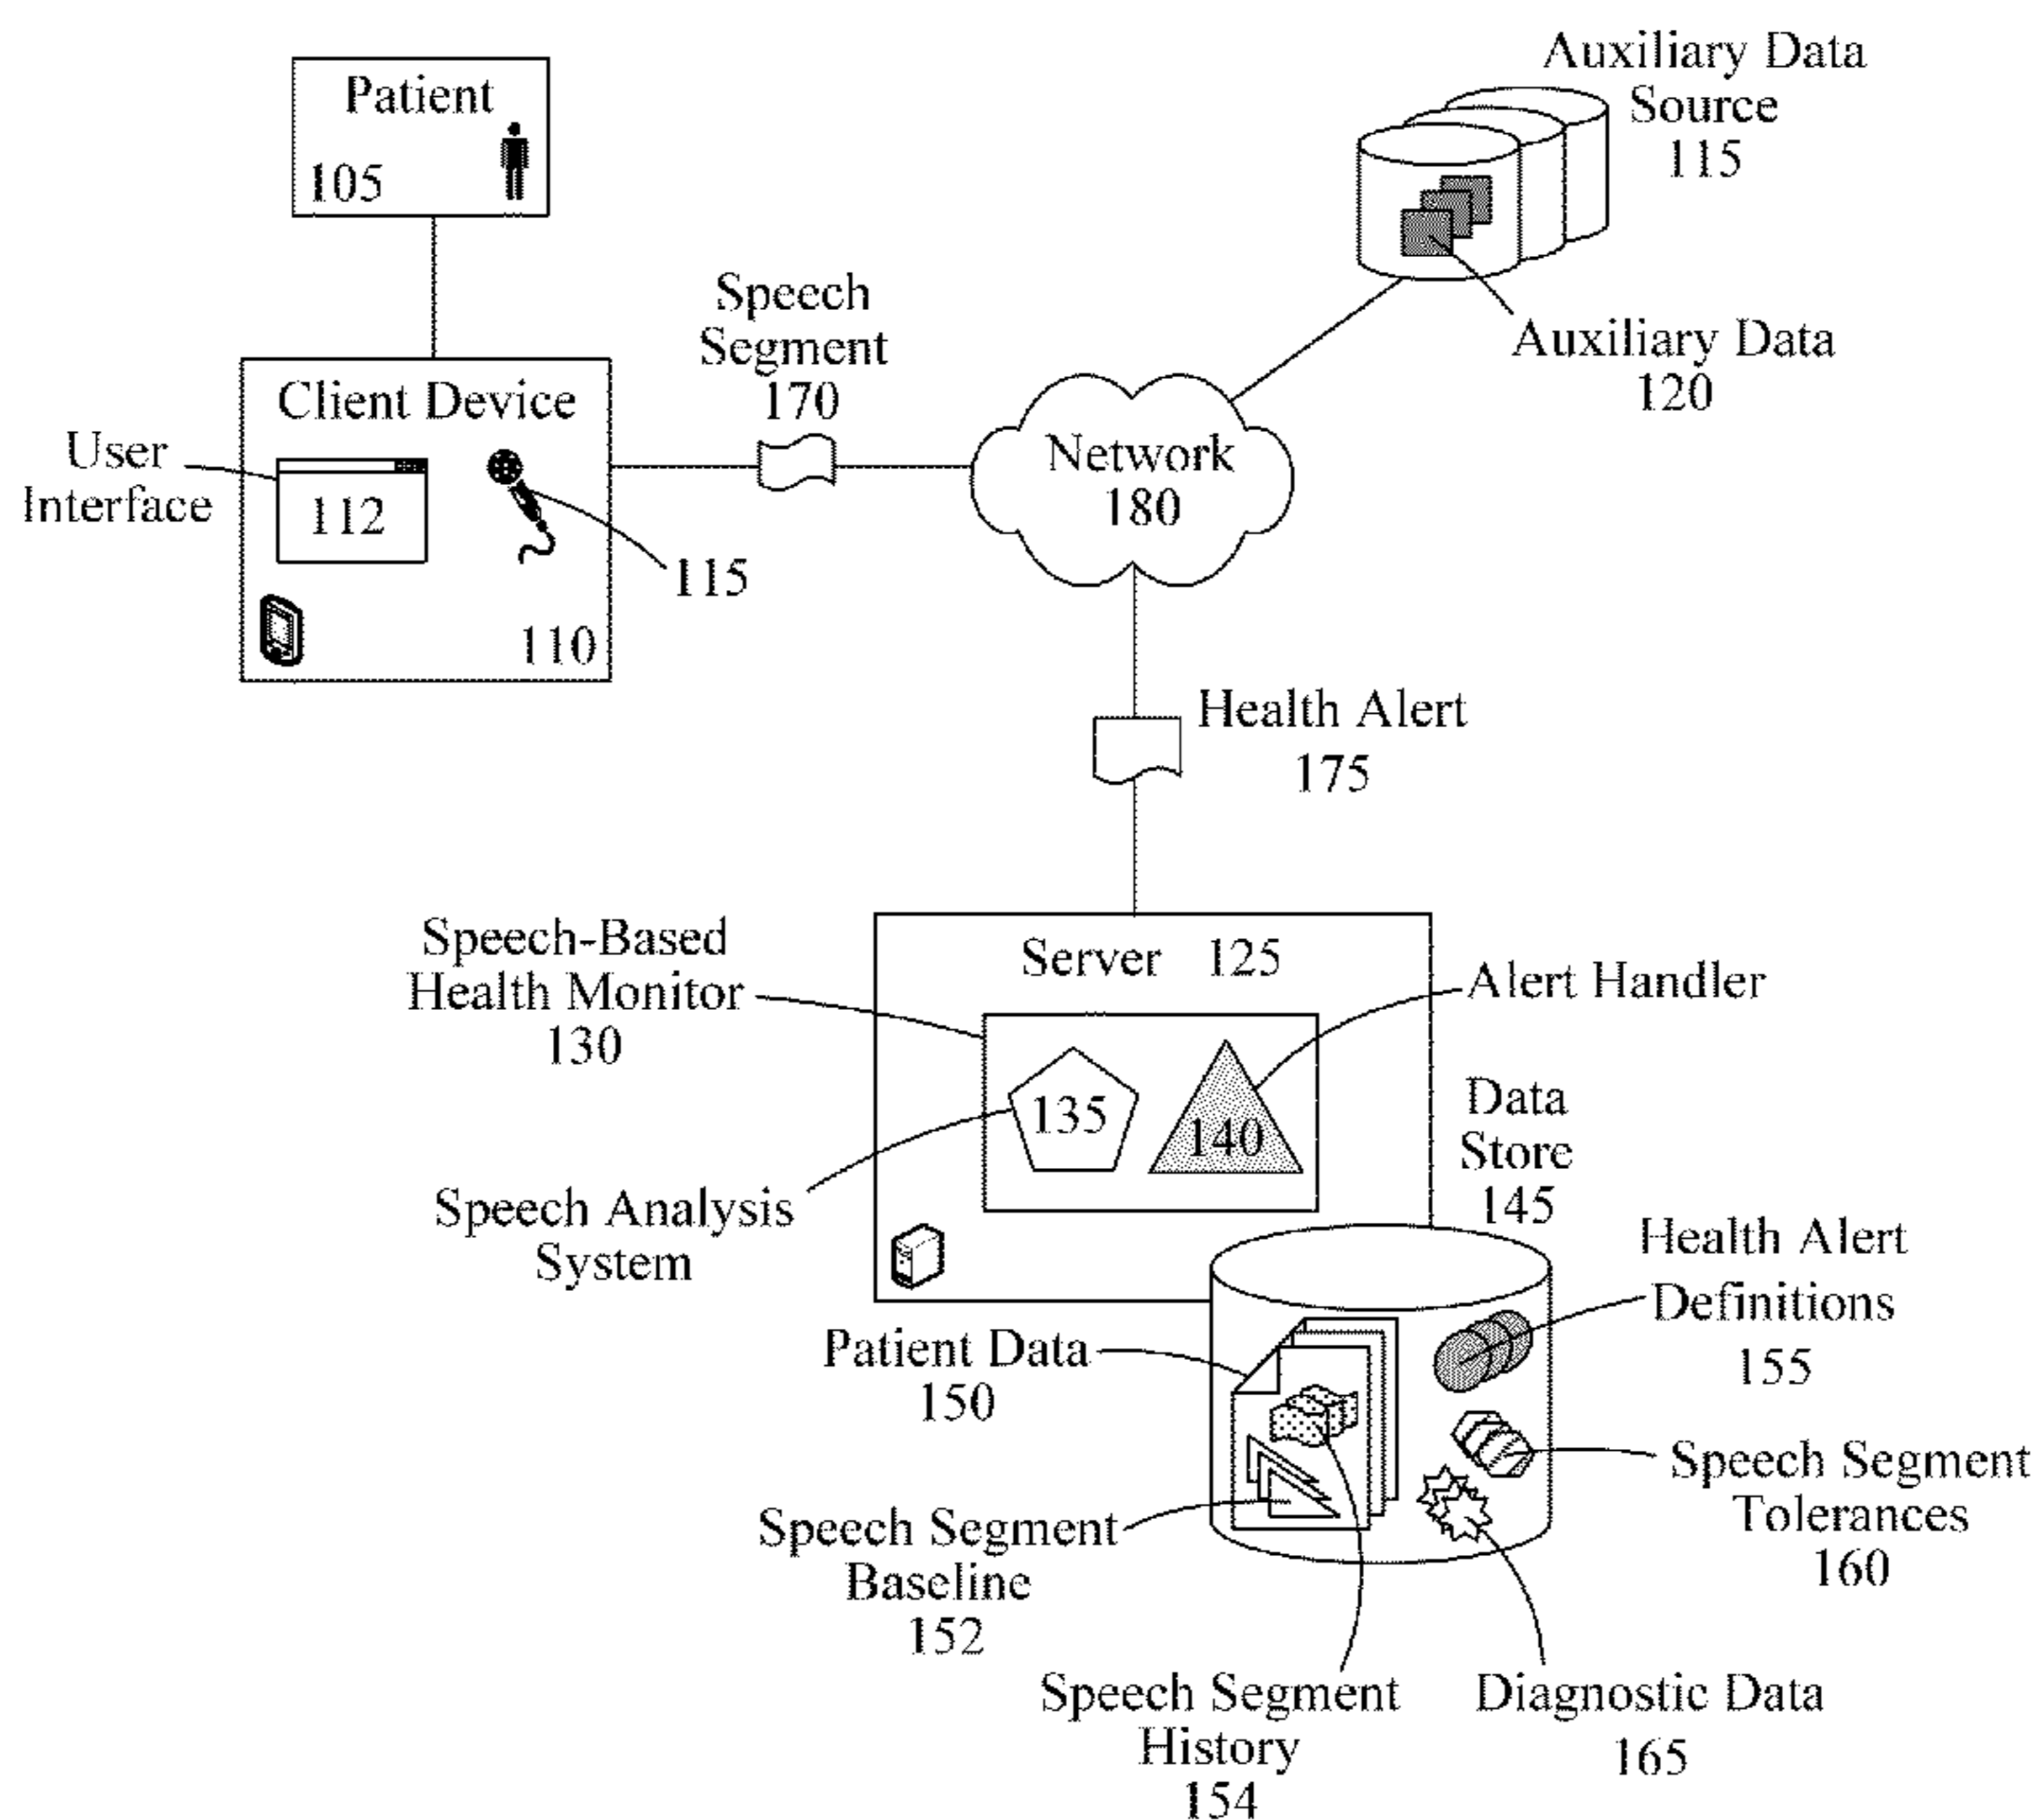 Patient
105
Auxiliary Data
Source
115
Auxiliary Data
120
Speech
Segment
170
Client Device
User
Interface
112
115
110
Network
180
Health Alert
175
Speech-Based
Health Monitor
130
Server 125
Alert Handler
135
140
Speech Analysis
System
Data
Store
145
Health Alert
Definitions
155
Patient Data
150
Speech Segment
Tolerances
160
Speech Segment
Baseline
152
Speech Segment
History
154
Diagnostic Data
165